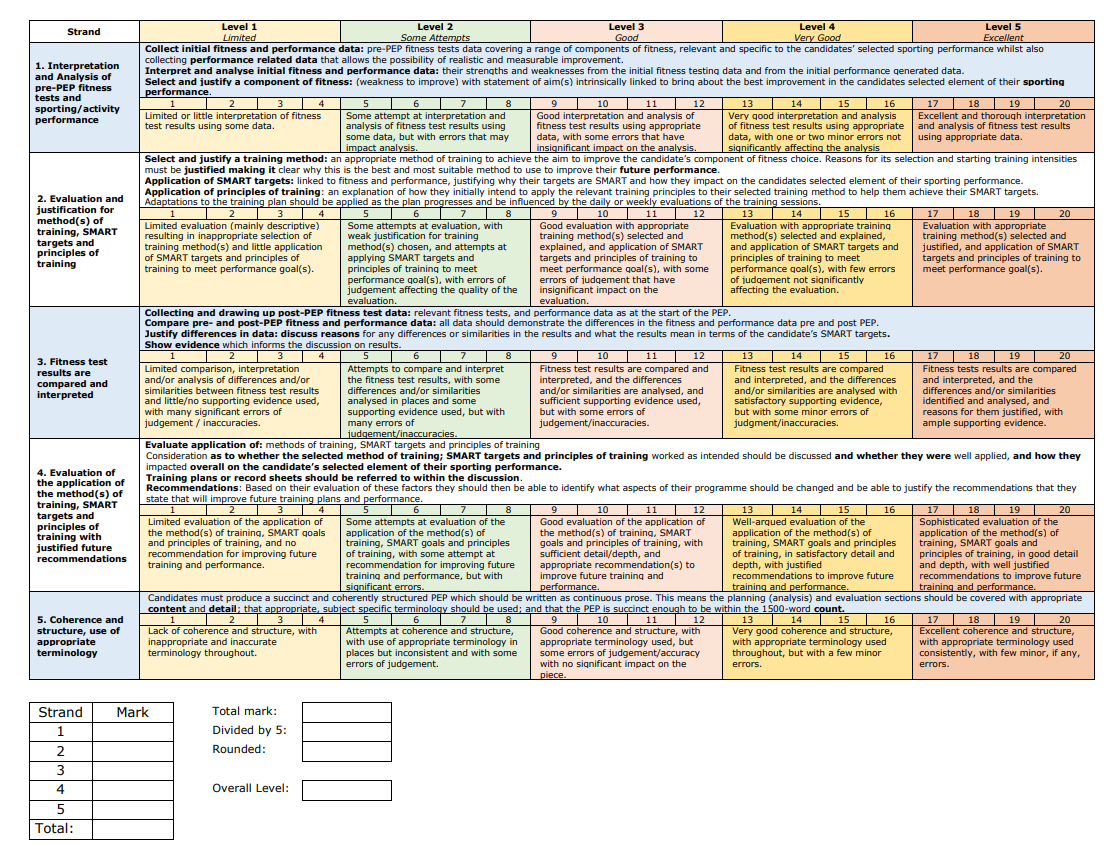 Strand
Level 1
Limited
Level 2
Some Attempts
Level 3
Good
Level 4
Very Good
Level 5
Excellent
1. Interpretation
and Analysis of
pre-PEP fitness
tests and
sporting/activity
performance
Collect initial fitness and performance data: pre-PEP fitness tests data covering a range of components of fitness, relevant and specific to the candidates' selected sporting performance whilst also
collecting performance related data that allows the possibility of realistic and measurable improvement.
Interpret and analyse initial fitness and performance data: their strengths and weaknesses from the initial fitness testing data and from the initial performance generated data.
Select and justify a component of fitness: (weakness to improve) with statement of aim(s) intrinsically linked to bring about the best improvement in the candidates selected element of their sporting
performance.
1 2 3 4 5 6 7 8 9 10 11 12 13 14 15 16 17 18 19 20
Limited or little interpretation of fitness
test results using some data.
Some attempt at interpretation and
analysis of fitness test results using
some data, but with errors that may
impact analysis.
Good interpretation and analysis of
fitness test results using appropriate
data, with some errors that have
insignificant impact on the analysis.
Very good interpretation and analysis
of fitness test results using appropriate
data, with one or two minor errors not
significantly affecting the analysis
Excellent and thorough interpretation
and analysis of fitness test results
using appropriate data.
2. Evaluation and
justification for
method(s) of
training, SMART
targets and
principles of
training
Select and justify a training method: an appropriate method of training to achieve the aim to improve the candidate's component of fitness choice. Reasons for its selection and starting training intensities
must be justified making it clear why this is the best and most suitable method to use to improve their future performance.
Application of SMART targets: linked to fitness and performance, justifying why their targets are SMART and how they impact on the candidates selected element of their sporting performance.
Application of principles of training: an explanation of how they initially intend to apply the relevant training principles to their selected training method to help them achieve their SMART targets.
Adaptations to the training plan should be applied as the plan progresses and be influenced by the daily or weekly evaluations of the training sessions.
1 2 3 4 5 6 7 8 9 10 11 12 13 14 15 16 17 18 19 20
Limited evaluation (mainly descriptive)
resulting in inappropriate selection of
training method(s) and little application
of SMART targets and principles of
training to meet performance goal(s).
Some attempts at evaluation, with
weak justification for training
method(s) chosen, and attempts at
applying SMART targets and
principles of training to meet
performance goal(s), with errors of
judgement affecting the quality of the
evaluation.
Good evaluation with appropriate
training method(s) selected and
explained, and application of SMART
targets and principles of training to
meet performance goal(s), with some
errors of judgement that have
insignificant impact on the
evaluation.
Evaluation with appropriate training
method(s) selected and explained,
and application of SMART targets and
principles of training to meet
performance goal(s), with few errors
of judgement not significantly
affecting the evaluation.
Evaluation with appropriate
training method(s) selected and
justified, and application of SMART
targets and principles of training to
meet performance goal(s).
3. Fitness test
results are
compared and
interpreted
Collecting and drawing up post-PEP fitness test data: relevant fitness tests, and performance data as at the start of the PEP.
Compare pre- and post-PEP fitness and performance data: all data should demonstrate the differences in the fitness and performance data pre and post PEP.
Justify differences in data: discuss reasons for any differences or similarities in the results and what the results mean in terms of the candidate's SMART targets.
Show evidence which informs the discussion on results.
1 2 3 4 5 6 7 8 9 10 11 12 13 14 15 16 17 18 19 20
Limited comparison, interpretation
and/or analysis of differences and/or
similarities between fitness test results
and little/no supporting evidence used,
with many significant errors of
judgement / inaccuracies.
Attempts to compare and interpret
the fitness test results, with some
differences and/or similarities
analysed in places and some
supporting evidence used, but with
many errors of
judgement/inaccuracies.
Fitness test results are compared and
interpreted, and the differences
and/or similarities are analysed, and
sufficient supporting evidence used,
but with some errors of
judgment/inaccuracies.
Fitness test results are compared
and interpreted, and the differences
and/or similarities are analysed with
satisfactory supporting evidence,
but with some minor errors of
judgment/inaccuracies.
Fitness tests results are compared
and interpreted, and the
differences and/or similarities
identified and analysed, and
reasons for them justified, with
ample supporting evidence.
4. Evaluation of
the application of
the method(s) of
training, SMART
targets and
principles of
training with
justified future
recommendations
Evaluate application of: methods of training, SMART targets and principles of training
Consideration as to whether the selected method of training; SMART targets and principles of training worked as intended should be discussed and whether they were well applied, and how they
impacted overall on the candidate's selected element of their sporting performance.
Training plans or record sheets should be referred to within the discussion.
Recommendations: Based on their evaluation of these factors they should then be able to identify what aspects of their programme should be changed and be able to justify the recommendations that they
state that will improve future training plans and performance.
1 2 3 4 5 6 7 8 9 10 11 12 13 14 15 16 17 18 19 20
Limited evaluation of the application of
the method(s) of training, SMART goals
and principles of training, and no
recommendation for improving future
training and performance.
Some attempts at evaluation of the
application of the method(s) of
training, SMART goals and principles
of training, with some attempt at
recommendation for improving future
training and performance, but with
significant errors.
Good evaluation of the application of
the method(s) of training, SMART
goals and principles of training, with
sufficient detail/depth, and
appropriate recommendation(s) to
improve future training and
performance.
Well-argued evaluation of the
application of the method(s) of
training, SMART goals and principles
of training, in satisfactory detail and
depth, with justified
recommendations to improve future
training and performance.
Sophisticated evaluation of the
application of the method(s) of
training, SMART goals and
principles of training, in good detail
and depth, with well justified
recommendations to improve future
training and performance.
5. Coherence and
structure, use of
appropriate
terminology
Candidates must produce a succinct and coherently structured PEP which should be written as continuous prose. This means the planning (analysis) and evaluation sections should be covered with appropriate
content and detail; that appropriate, subject specific terminology should be used; and that the PEP is succinct enough to be within the 1500-word count.
1 2 3 4 5 6 7 8 9 10 11 12 13 14 15 16 17 18 19 20
Lack of coherence and structure, with
inappropriate and inaccurate
terminology throughout.
Attempts at coherence and structure,
with use of appropriate terminology in
places but inconsistent and with some
errors of judgement.
Good coherence and structure, with
appropriate terminology used, but
some errors of judgement/accuracy
with no significant impact on the
piece.
Very good coherence and structure,
with appropriate terminology used
throughout, but with a few minor
errors.
Excellent coherence and structure,
with appropriate terminology used
consistently, with few minor, if any,
errors.
Strand Mark
1
2
3
4
5
Total:
Total mark:
Divided by 5:
Rounded:
Overall Level: